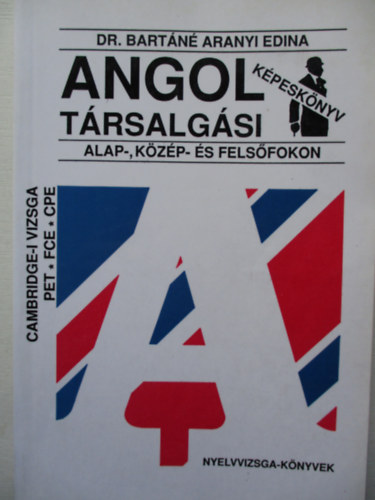 DR. BARTÁNÉ ARANYI EDINA
ANGOL
KÉPESKÖNYV
TÁRSALGÁSI
ALAP-, KÖZÉP- ÉS FELSŐFOKON
CAMBRIDGE-I VIZSGA
PET • FCE • CPE
NYELVVIZSGA-KÖNYVEK